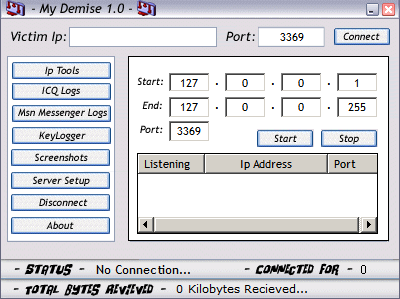 - My Demise 1.0 -
Victim Ip: Port: 3369 Connect
Ip Tools
ICQ Logs
Msn Messenger Logs
KeyLogger
Screenshots
Server Setup
Disconnect
About
Start: 127 . 0 . 0 . 1
End: 127 . 0 . 0 . 255
Port: 3369 Start Stop
Listening Ip Address Port
- STATUS - No Connection... - CONNECTED FOR - 0
- TOTAL BYTES REVIEVED - 0 Kilobytes Recieved...